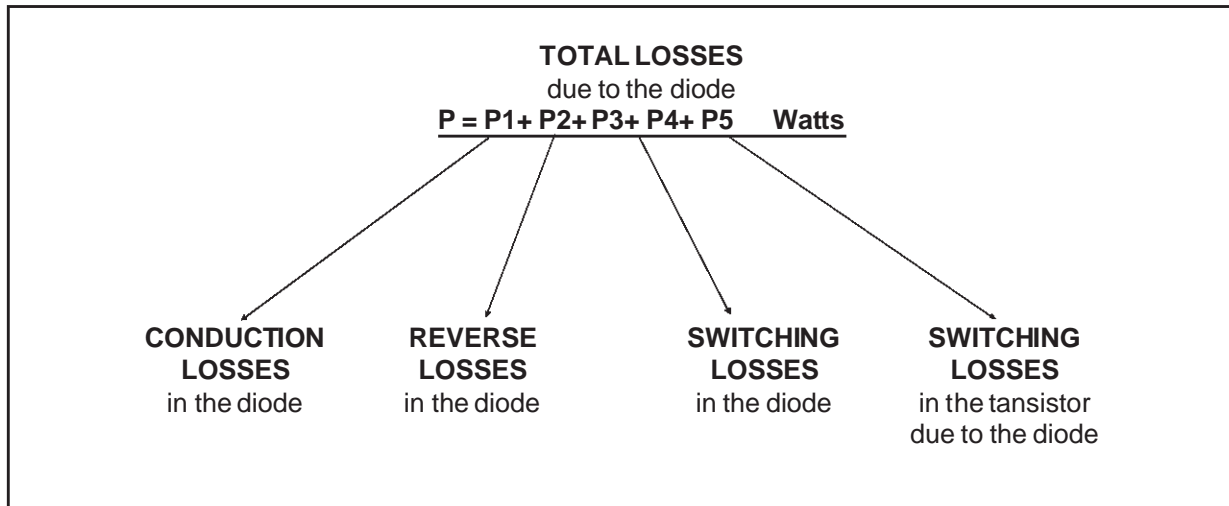 TOTAL LOSSES
due to the diode
P = P1+ P2+ P3+ P4+ P5 Watts
CONDUCTION
LOSSES
in the diode
REVERSE
LOSSES
in the diode
SWITCHING
LOSSES
in the diode
SWITCHING
LOSSES
in the tansistor
due to the diode